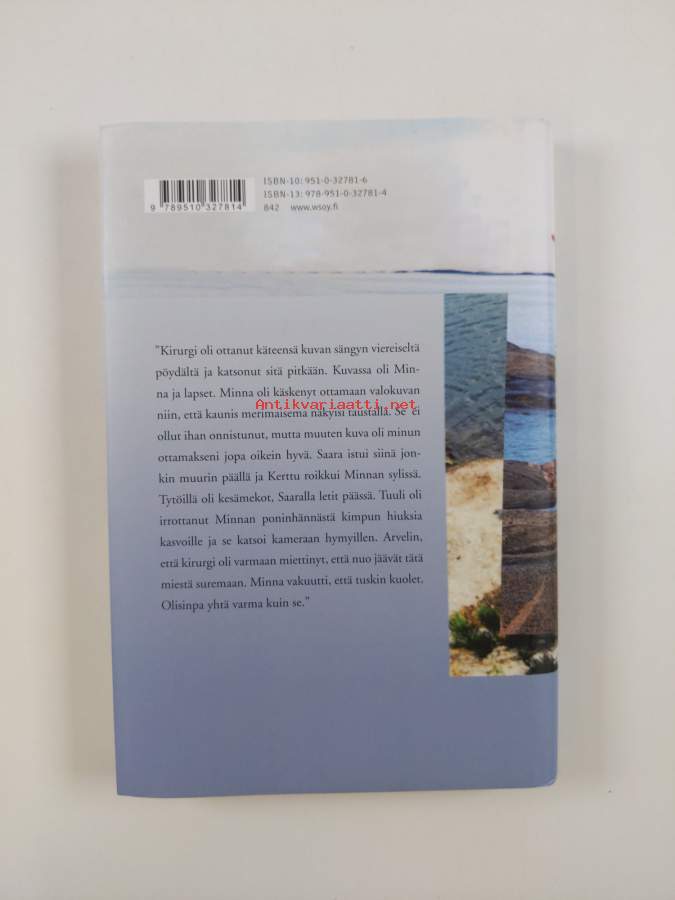 ISBN-10: 951-0-32781-6
ISBN-13: 978-951-0-32781-4
9 789510 327814
842 www.wsoy.fi
"Kirurgi oli ottanut käteensä kuvan sängyn viereiseltä
pöydältä ja katsonut sitä pitkään. Kuvassa oli Min-
na ja lapset. Minna oli käskenyt ottamaan valokuvan
Antikvariaatti.net
niin, että kaunis merimaisema näkyisi taustalla. Se ei
ollut ihan onnistunut, mutta muuten kuva oli minun
ottamakseni jopa oikein hyvä. Saara istui siinä jon-
kin muurin päällä ja Kerttu roikkui Minnan sylissä.
Tytöillä oli kesämekot, Saaralla letit päässä. Tuuli oli
irrottanut Minnan poninhännästä kimpun hiuksia
kasvoille ja se katsoi kameraan hymyillen. Arvelin,
että kirurgi oli varmaan miettinyt, että nuo jäävät tätä
miestä suremaan. Minna vakuutti, että tuskin kuolet.
Olisinpa yhtä varma kuin se."